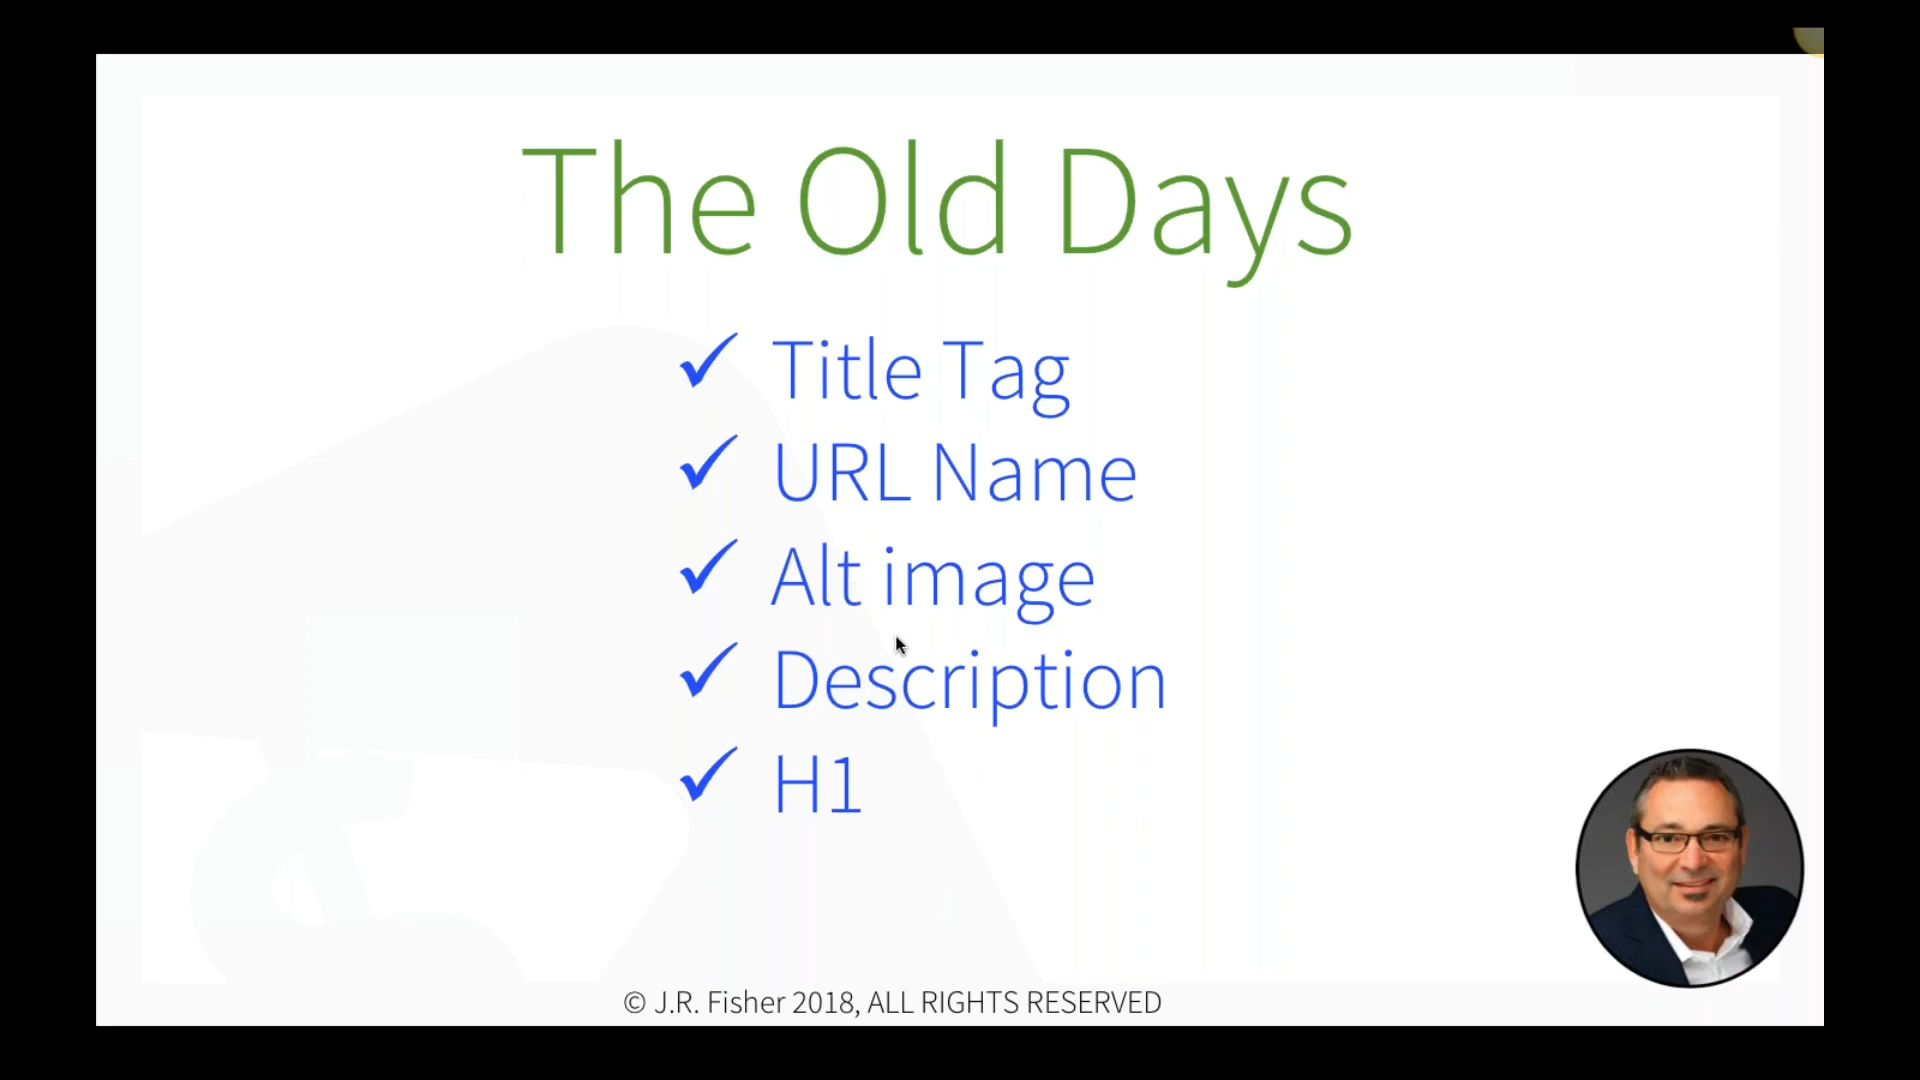 The Old Days
✓ Title Tag
✓ URL Name
✓ Alt image
✓ Description
✓ H1
© J.R. Fisher 2018, ALL RIGHTS RESERVED